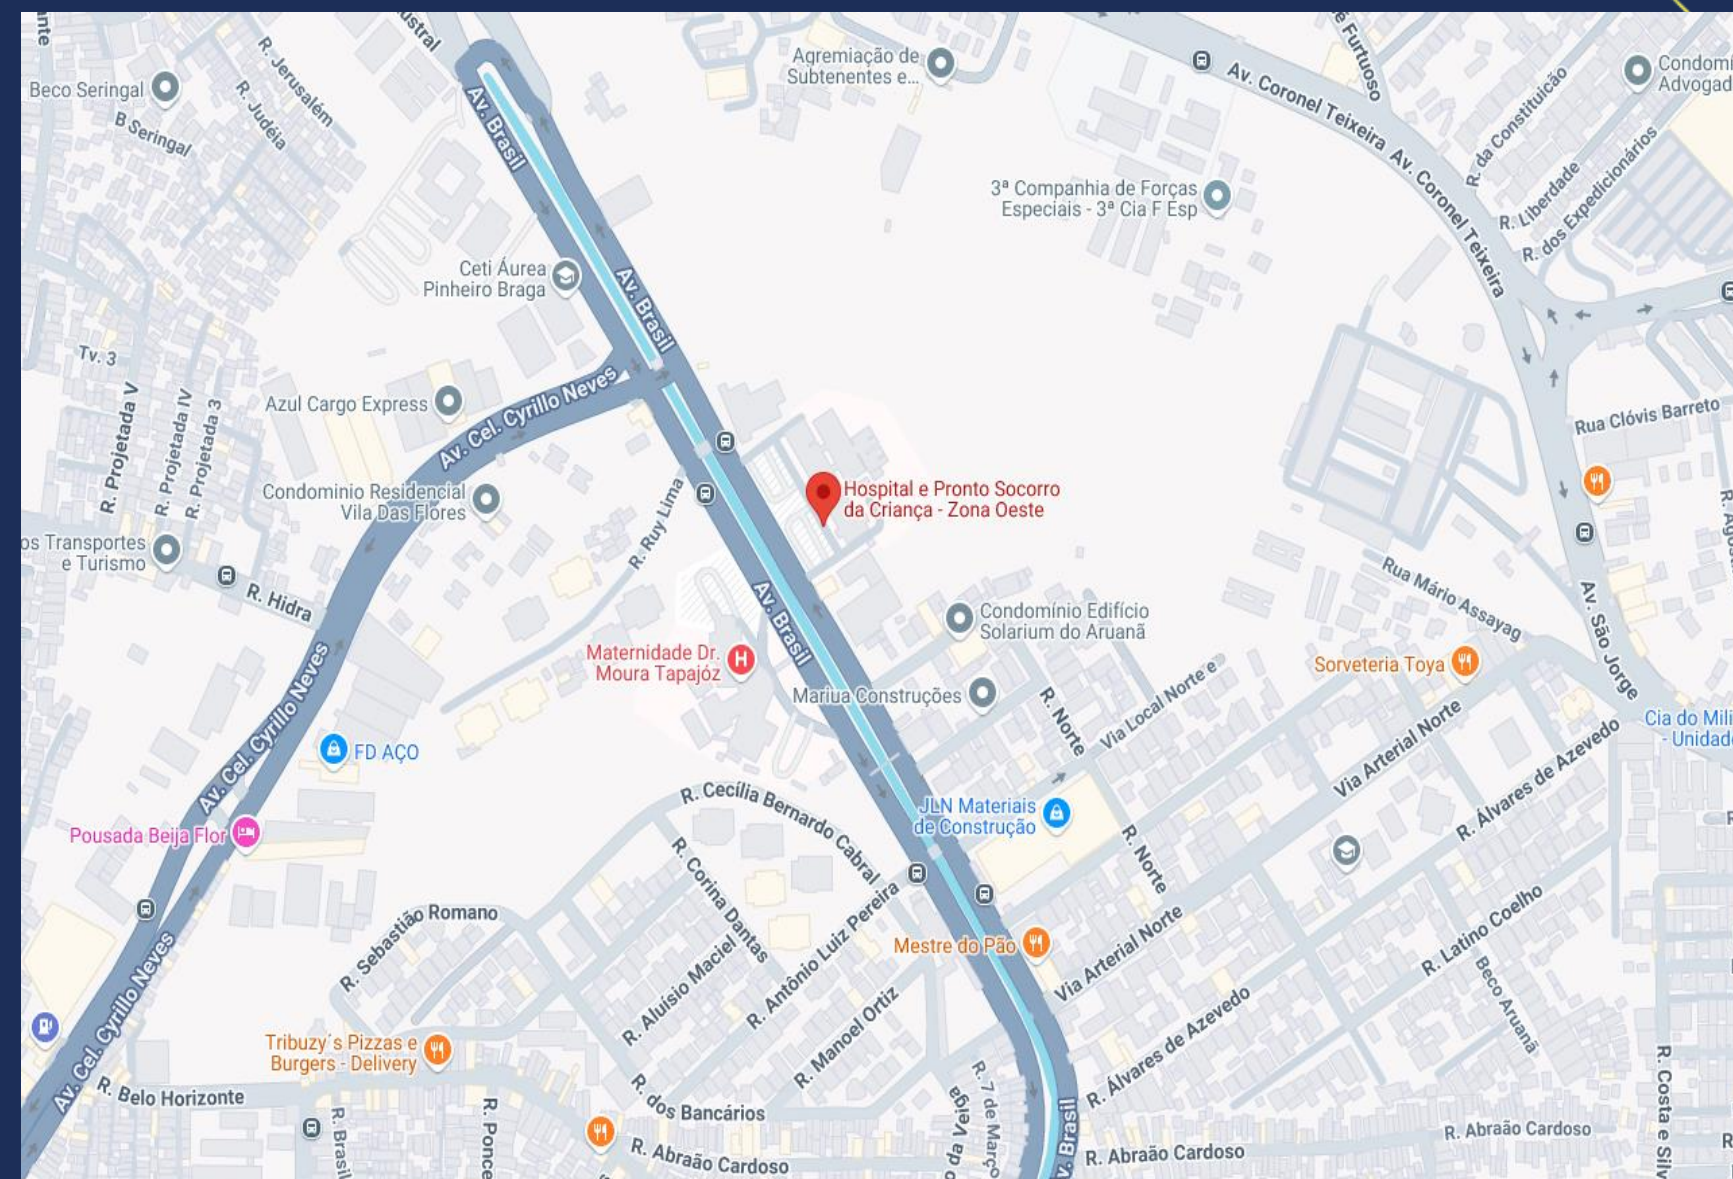 Beco Seringal
B Seringal
R. Jerusalém
R. Judéia
Av. Brasil
Agremiação de
Subtenentes e...
Av. Coronel Teixeira
Av. Coronel Teixeira
R. da Constituicão
R. Liberdade
R. dos Expedicionários
3ª Companhia de Forças
Especiais - 3ª Cia F Esp
Ceti Áurea
Pinheiro Braga
Av. Brasil
Tv. 3
R. Projetada V
R. Projetada IV
R. Projetada 3
Azul Cargo Express
Av. Cel. Cyrillo Neves
Rua Clóvis Barreto
Condominio Residencial
Vila Das Flores
R. Ruy Lima
Hospital e Pronto Socorro
da Criança - Zona Oeste
os Transportes
e Turismo
R. Hidra
Rua Mário Assayag
Av. São Jorge
Av. Brasil
Condomínio Edifício
Solarium do Aruanã
Maternidade Dr.
Moura Tapajóz
Mariua Construções
Sorveteria Toya
R. Norte
Via Local Norte e
Via Arterial Norte
R. Álvares de Azevedo
Cia do Mili
- Unidad
Av. Cel. Cyrillo Neves
FD AÇO
Pousada Beija Flor
R. Cecília Bernardo Cabral
JLN Materiais
de Construção
R. Norte
R. Corina Dantas
R. Sebastião Romano
R. Aluísio Maciel
R. Antônio Luiz Pereira
Mestre do Pão
Via Arterial Norte
R. Latino Coelho
Beco Aruanã
R. Manoel Ortiz
R. Álvares de Azevedo
Av. Cel. Cyrillo Neves
Tribuzy´s Pizzas e
Burgers - Delivery
R. Belo Horizonte
R. Brasil
R. Ponce
R. dos Bancários
R. Abraão Cardoso
R. 7 de Março
R. Abraão Cardoso
R. Abraão Cardoso
R. Costa e Silv